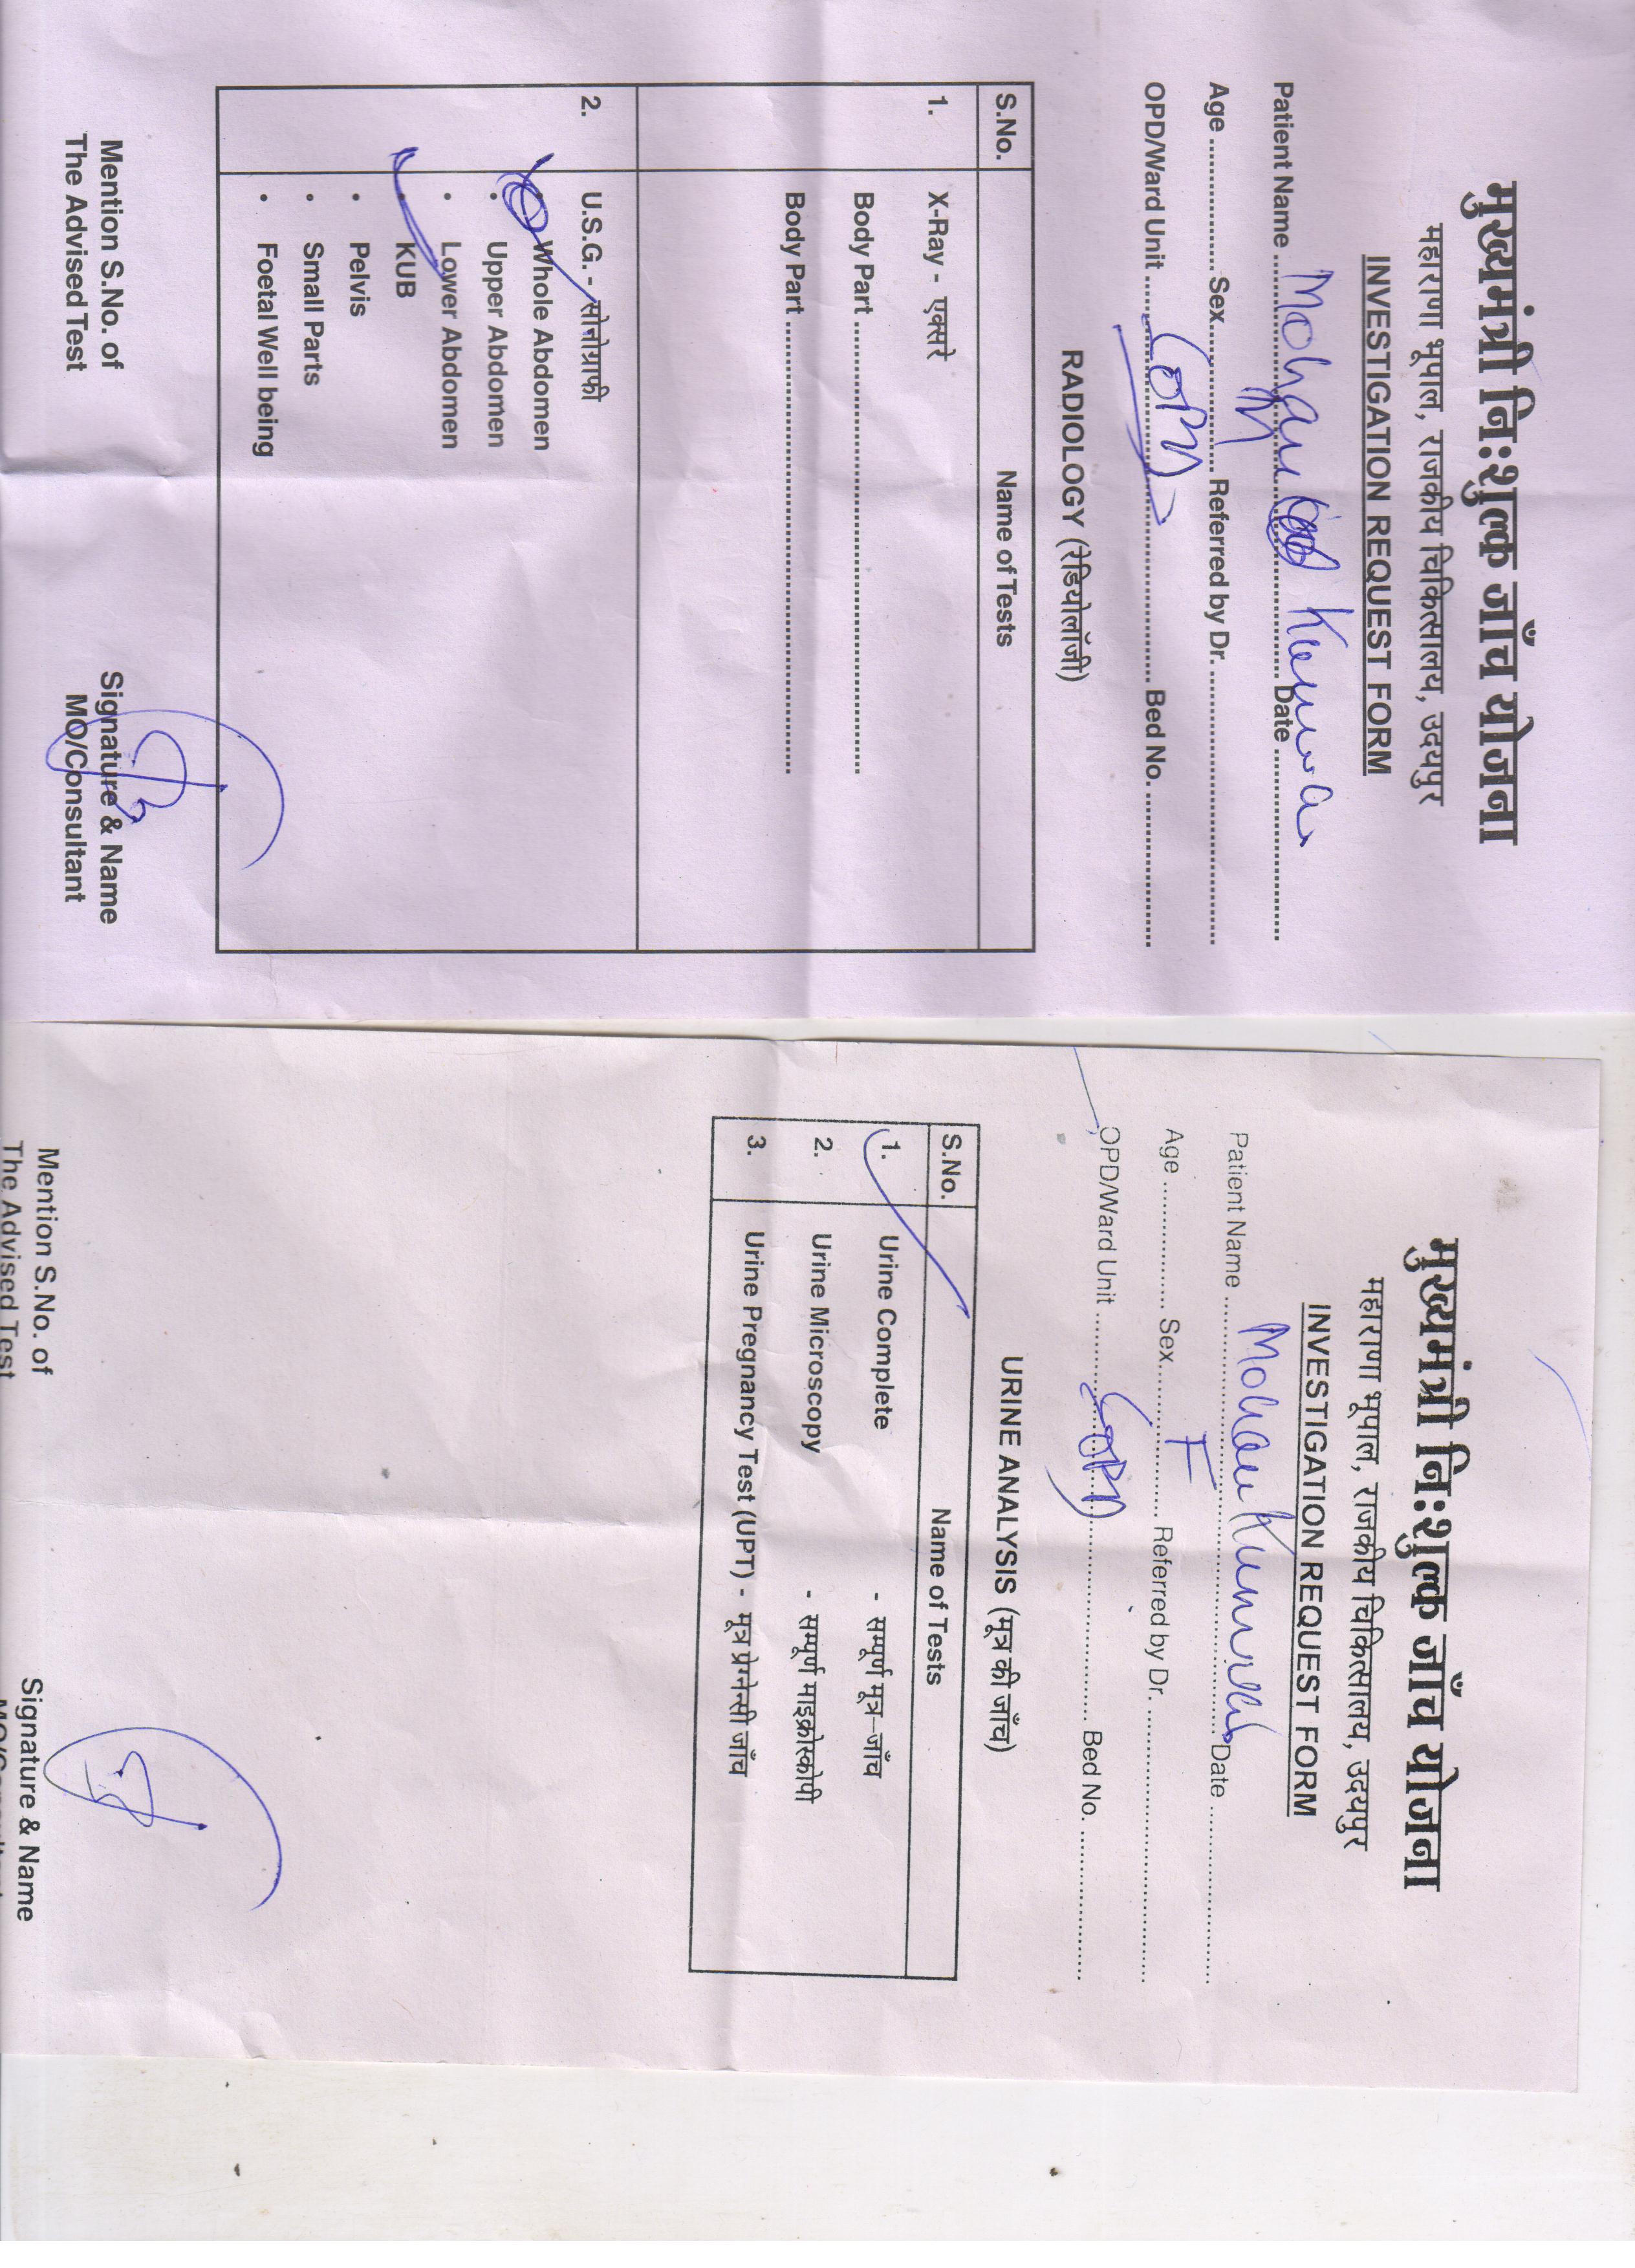 मुख्यमंत्री नि:शुल्क जाँच योजना
महाराणा भूपाल, राजकीय चिकित्सालय, उदयपुर
INVESTIGATION REQUEST FORM
Patient Name ........ Mohan Kunwar ........ Date ........
Age ........ Sex ........ Referred by Dr. ........
OPD/Ward Unit ........ Bed No. ........
RADIOLOGY (रेडियोलॉजी)
S.No. Name of Tests
1. X-Ray - एक्सरे
Body Part ........
Body Part ........
2. U.S.G. - सोनोग्राफी
Whole Abdomen
• Upper Abdomen
• Lower Abdomen
• KUB
• Pelvis
• Small Parts
• Foetal Well being
Mention S.No. of
The Advised Test
Signature & Name
MO/Consultant
मुख्यमंत्री नि:शुल्क जाँच योजना
महाराणा भूपाल, राजकीय चिकित्सालय, उदयपुर
INVESTIGATION REQUEST FORM
Patient Name ........ Mohan Kunwar ........ Date ........
Age ........ Sex ........ F ........ Referred by Dr. ........
OPD/Ward Unit ........ Bed No. ........
URINE ANALYSIS (मूत्र की जाँच)
S.No. Name of Tests
1. Urine Complete - सम्पूर्ण मूत्र-जाँच
2. Urine Microscopy - सम्पूर्ण माइक्रोस्कोपी
3. Urine Pregnancy Test (UPT) - मूत्र प्रेग्नेन्सी जाँच
Mention S.No. of
The Advised Test
Signature & Name